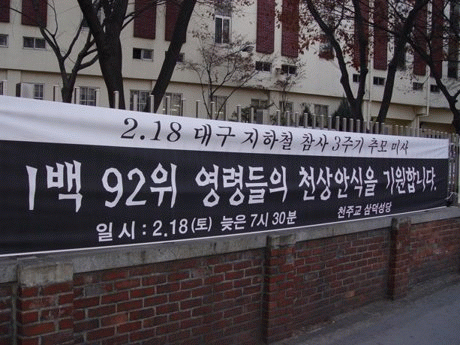 2.18 대구 지하철 참사 3주기 추모 미사
1백 92위 영령들의 천상안식을 기원합니다.
일시 : 2.18(토) 늦은 7시 30분
천주교 삼덕성당